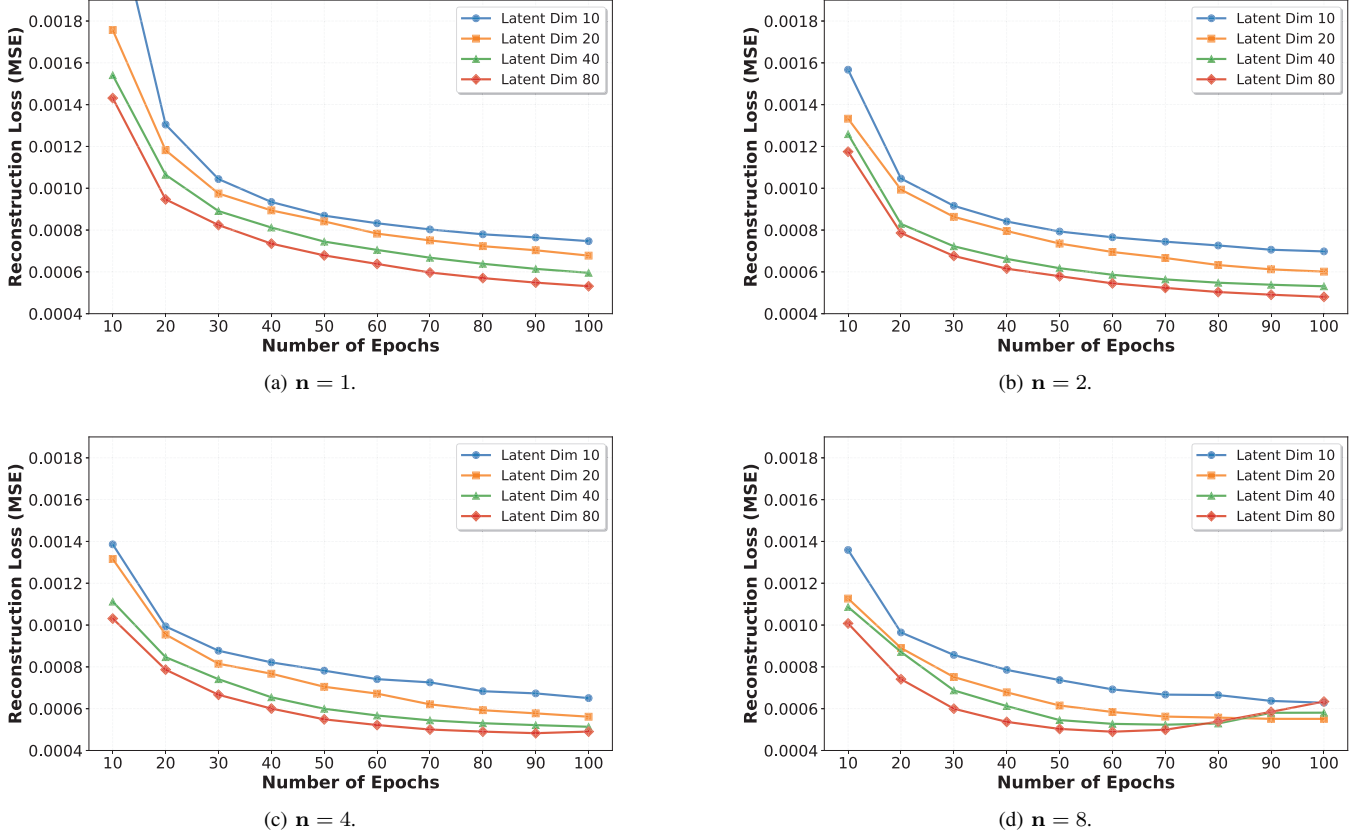 0.0018
0.0016
0.0014
0.0012
0.0010
0.0008
0.0006
0.0004
Reconstruction Loss (MSE)
Latent Dim 10
Latent Dim 20
Latent Dim 40
Latent Dim 80
10 20 30 40 50 60 70 80 90 100
Number of Epochs
(a) n = 1.
0.0018
0.0016
0.0014
0.0012
0.0010
0.0008
0.0006
0.0004
Reconstruction Loss (MSE)
Latent Dim 10
Latent Dim 20
Latent Dim 40
Latent Dim 80
10 20 30 40 50 60 70 80 90 100
Number of Epochs
(b) n = 2.
0.0018
0.0016
0.0014
0.0012
0.0010
0.0008
0.0006
0.0004
Reconstruction Loss (MSE)
Latent Dim 10
Latent Dim 20
Latent Dim 40
Latent Dim 80
10 20 30 40 50 60 70 80 90 100
Number of Epochs
(c) n = 4.
0.0018
0.0016
0.0014
0.0012
0.0010
0.0008
0.0006
0.0004
Reconstruction Loss (MSE)
Latent Dim 10
Latent Dim 20
Latent Dim 40
Latent Dim 80
10 20 30 40 50 60 70 80 90 100
Number of Epochs
(d) n = 8.